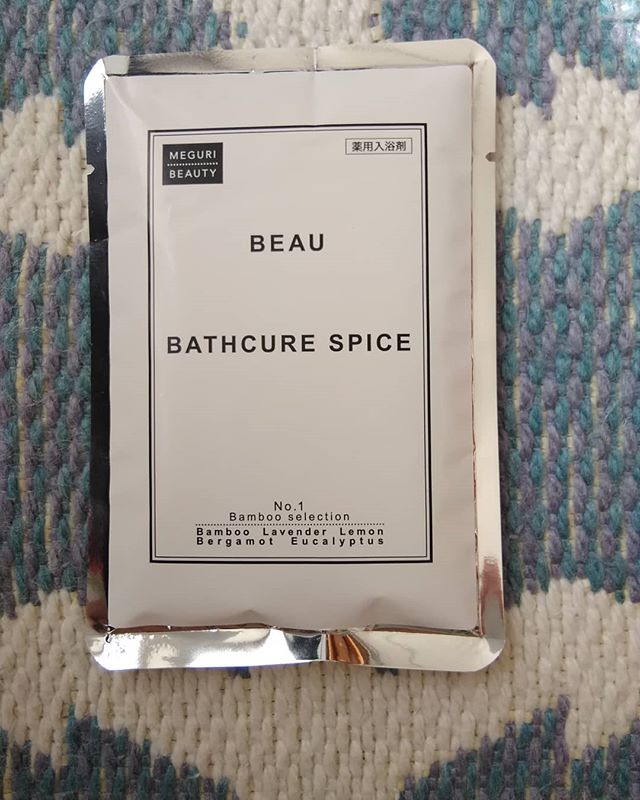 MEGURI
BEAUTY
薬用入浴剤
BEAU
BATHCURE SPICE
No.1
Bamboo selection
Bamboo Lavender Lemon
Bergamot Eucalyptus